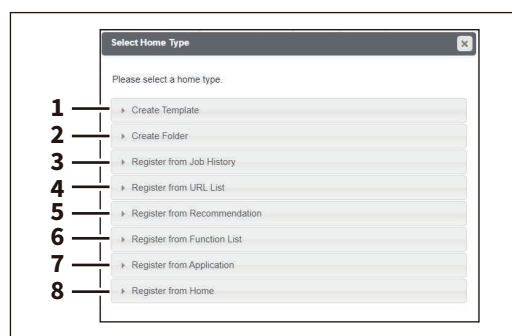 Select Home Type
Please select a home type.
1 Create Template
2 Create Folder
3 Register from Job History
4 Register from URL List
5 Register from Recommendation
6 Register from Function List
7 Register from Application
8 Register from Home